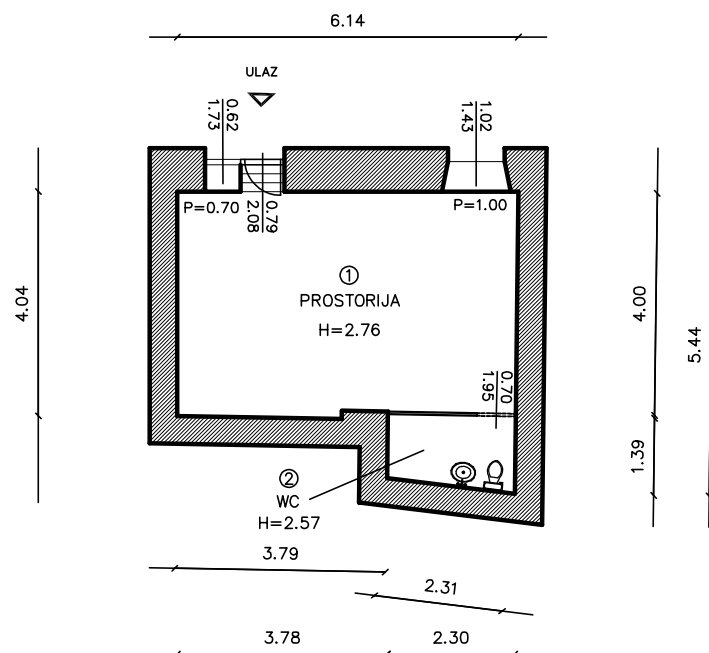 6.14
ULAZ
0.62
1.73
1.02
1.43
P=0.70
0.79
2.08
P=1.00
1
PROSTORIJA
H=2.76
4.04
4.00
5.44
0.70
1.95
1.39
2
WC
H=2.57
3.79
2.31
3.78
2.30